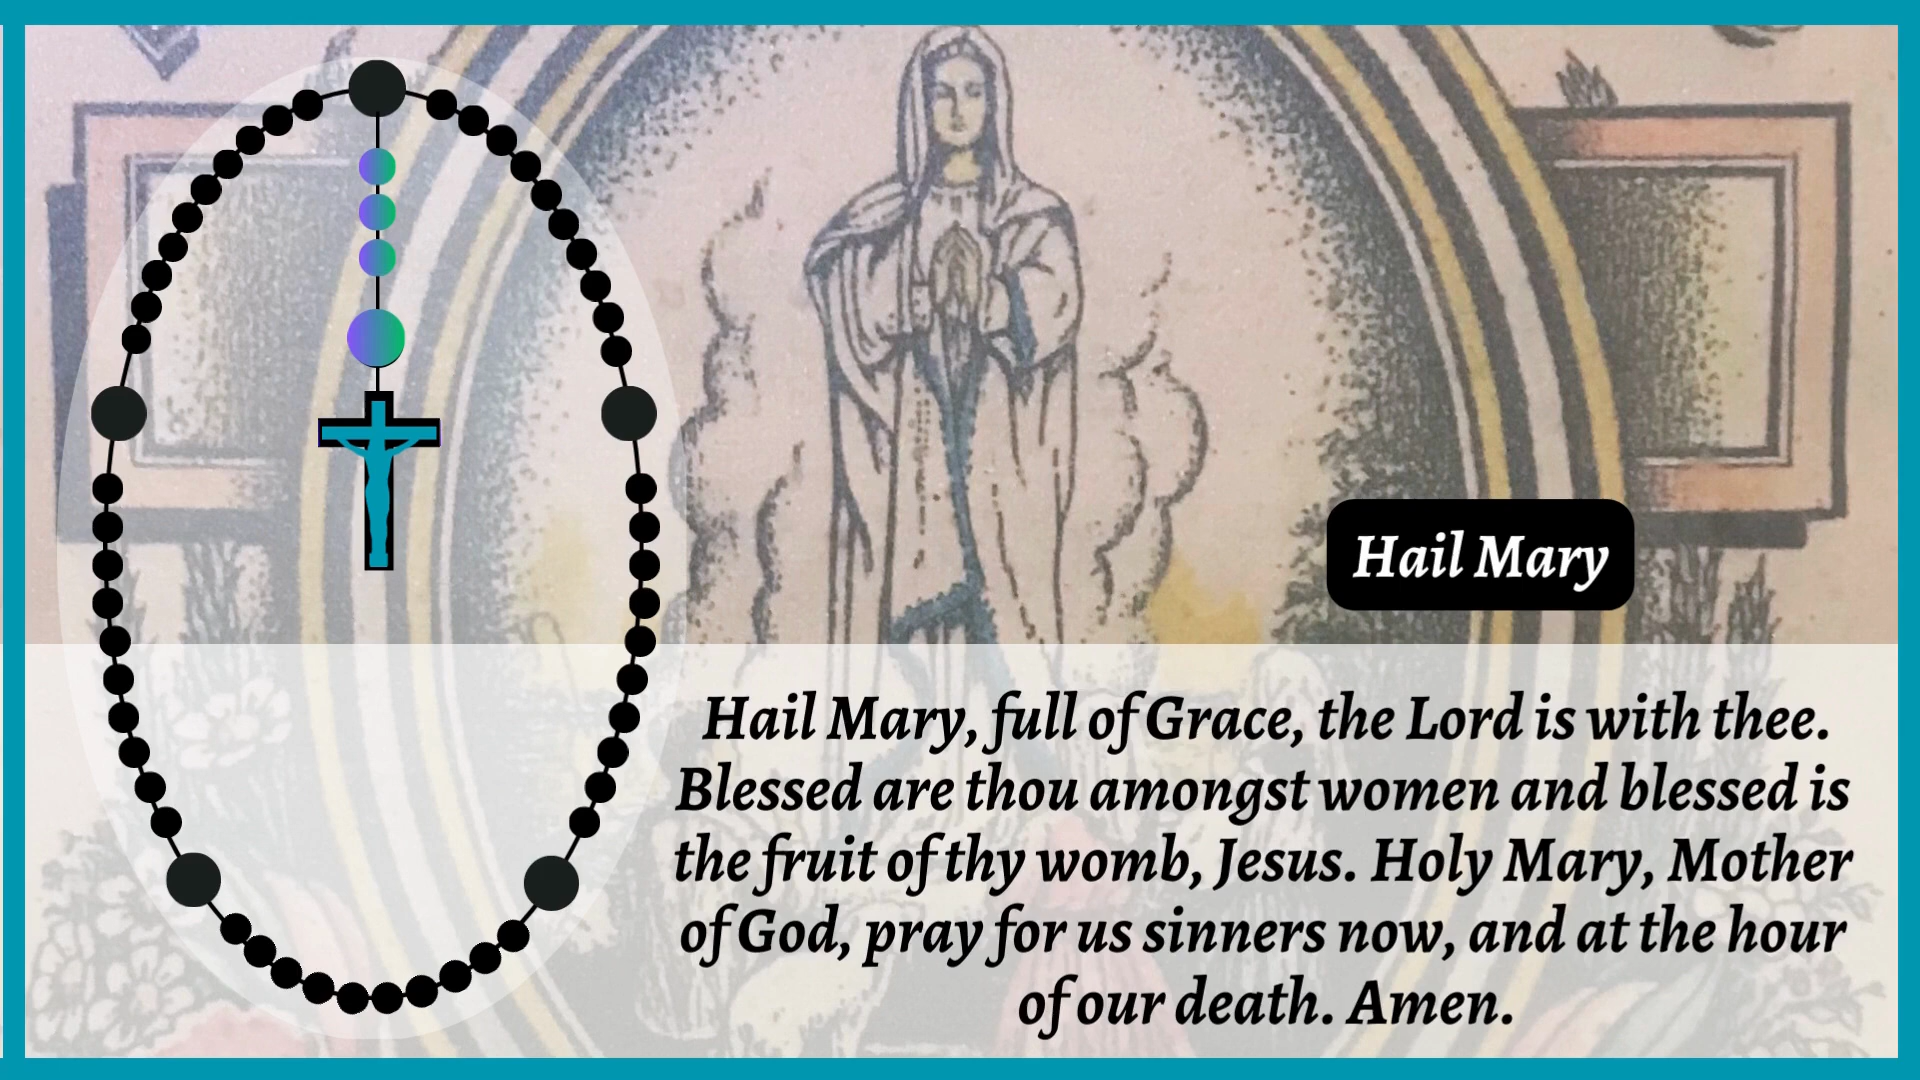 Hail Mary
Hail Mary, full of Grace, the Lord is with thee.
Blessed are thou amongst women and blessed is
the fruit of thy womb, Jesus. Holy Mary, Mother
of God, pray for us sinners now, and at the hour
of our death. Amen.